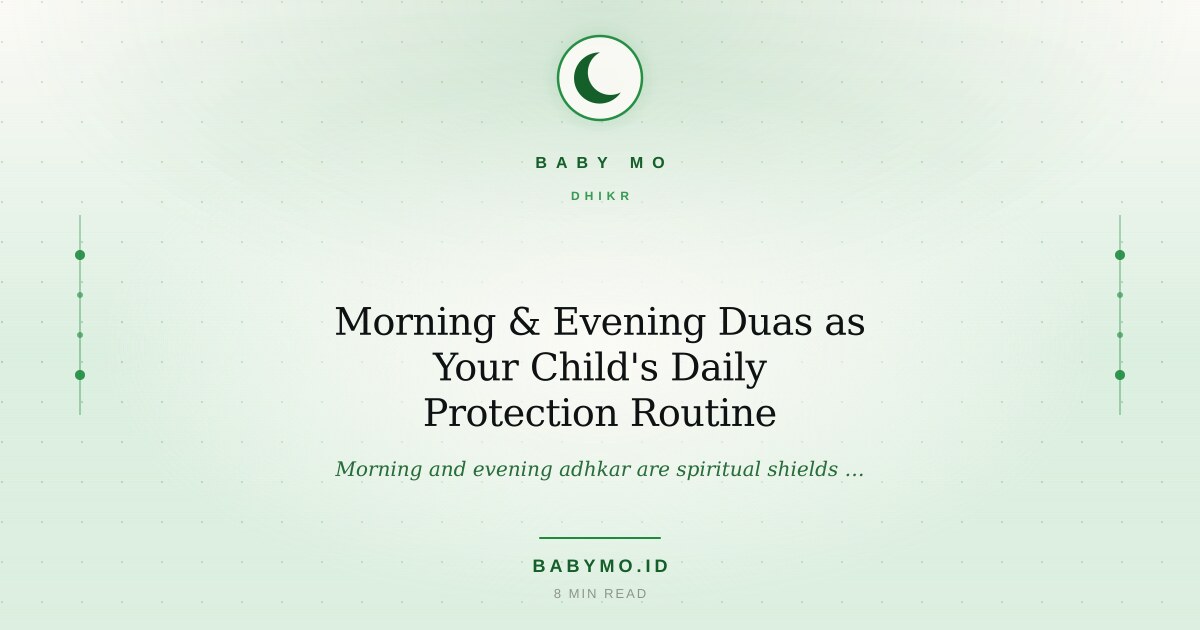 BABY MO
DHIKR
Morning & Evening Duas as
Your Child's Daily
Protection Routine
Morning and evening adhkar are spiritual shields ...
BABYMO.ID
8 MIN READ